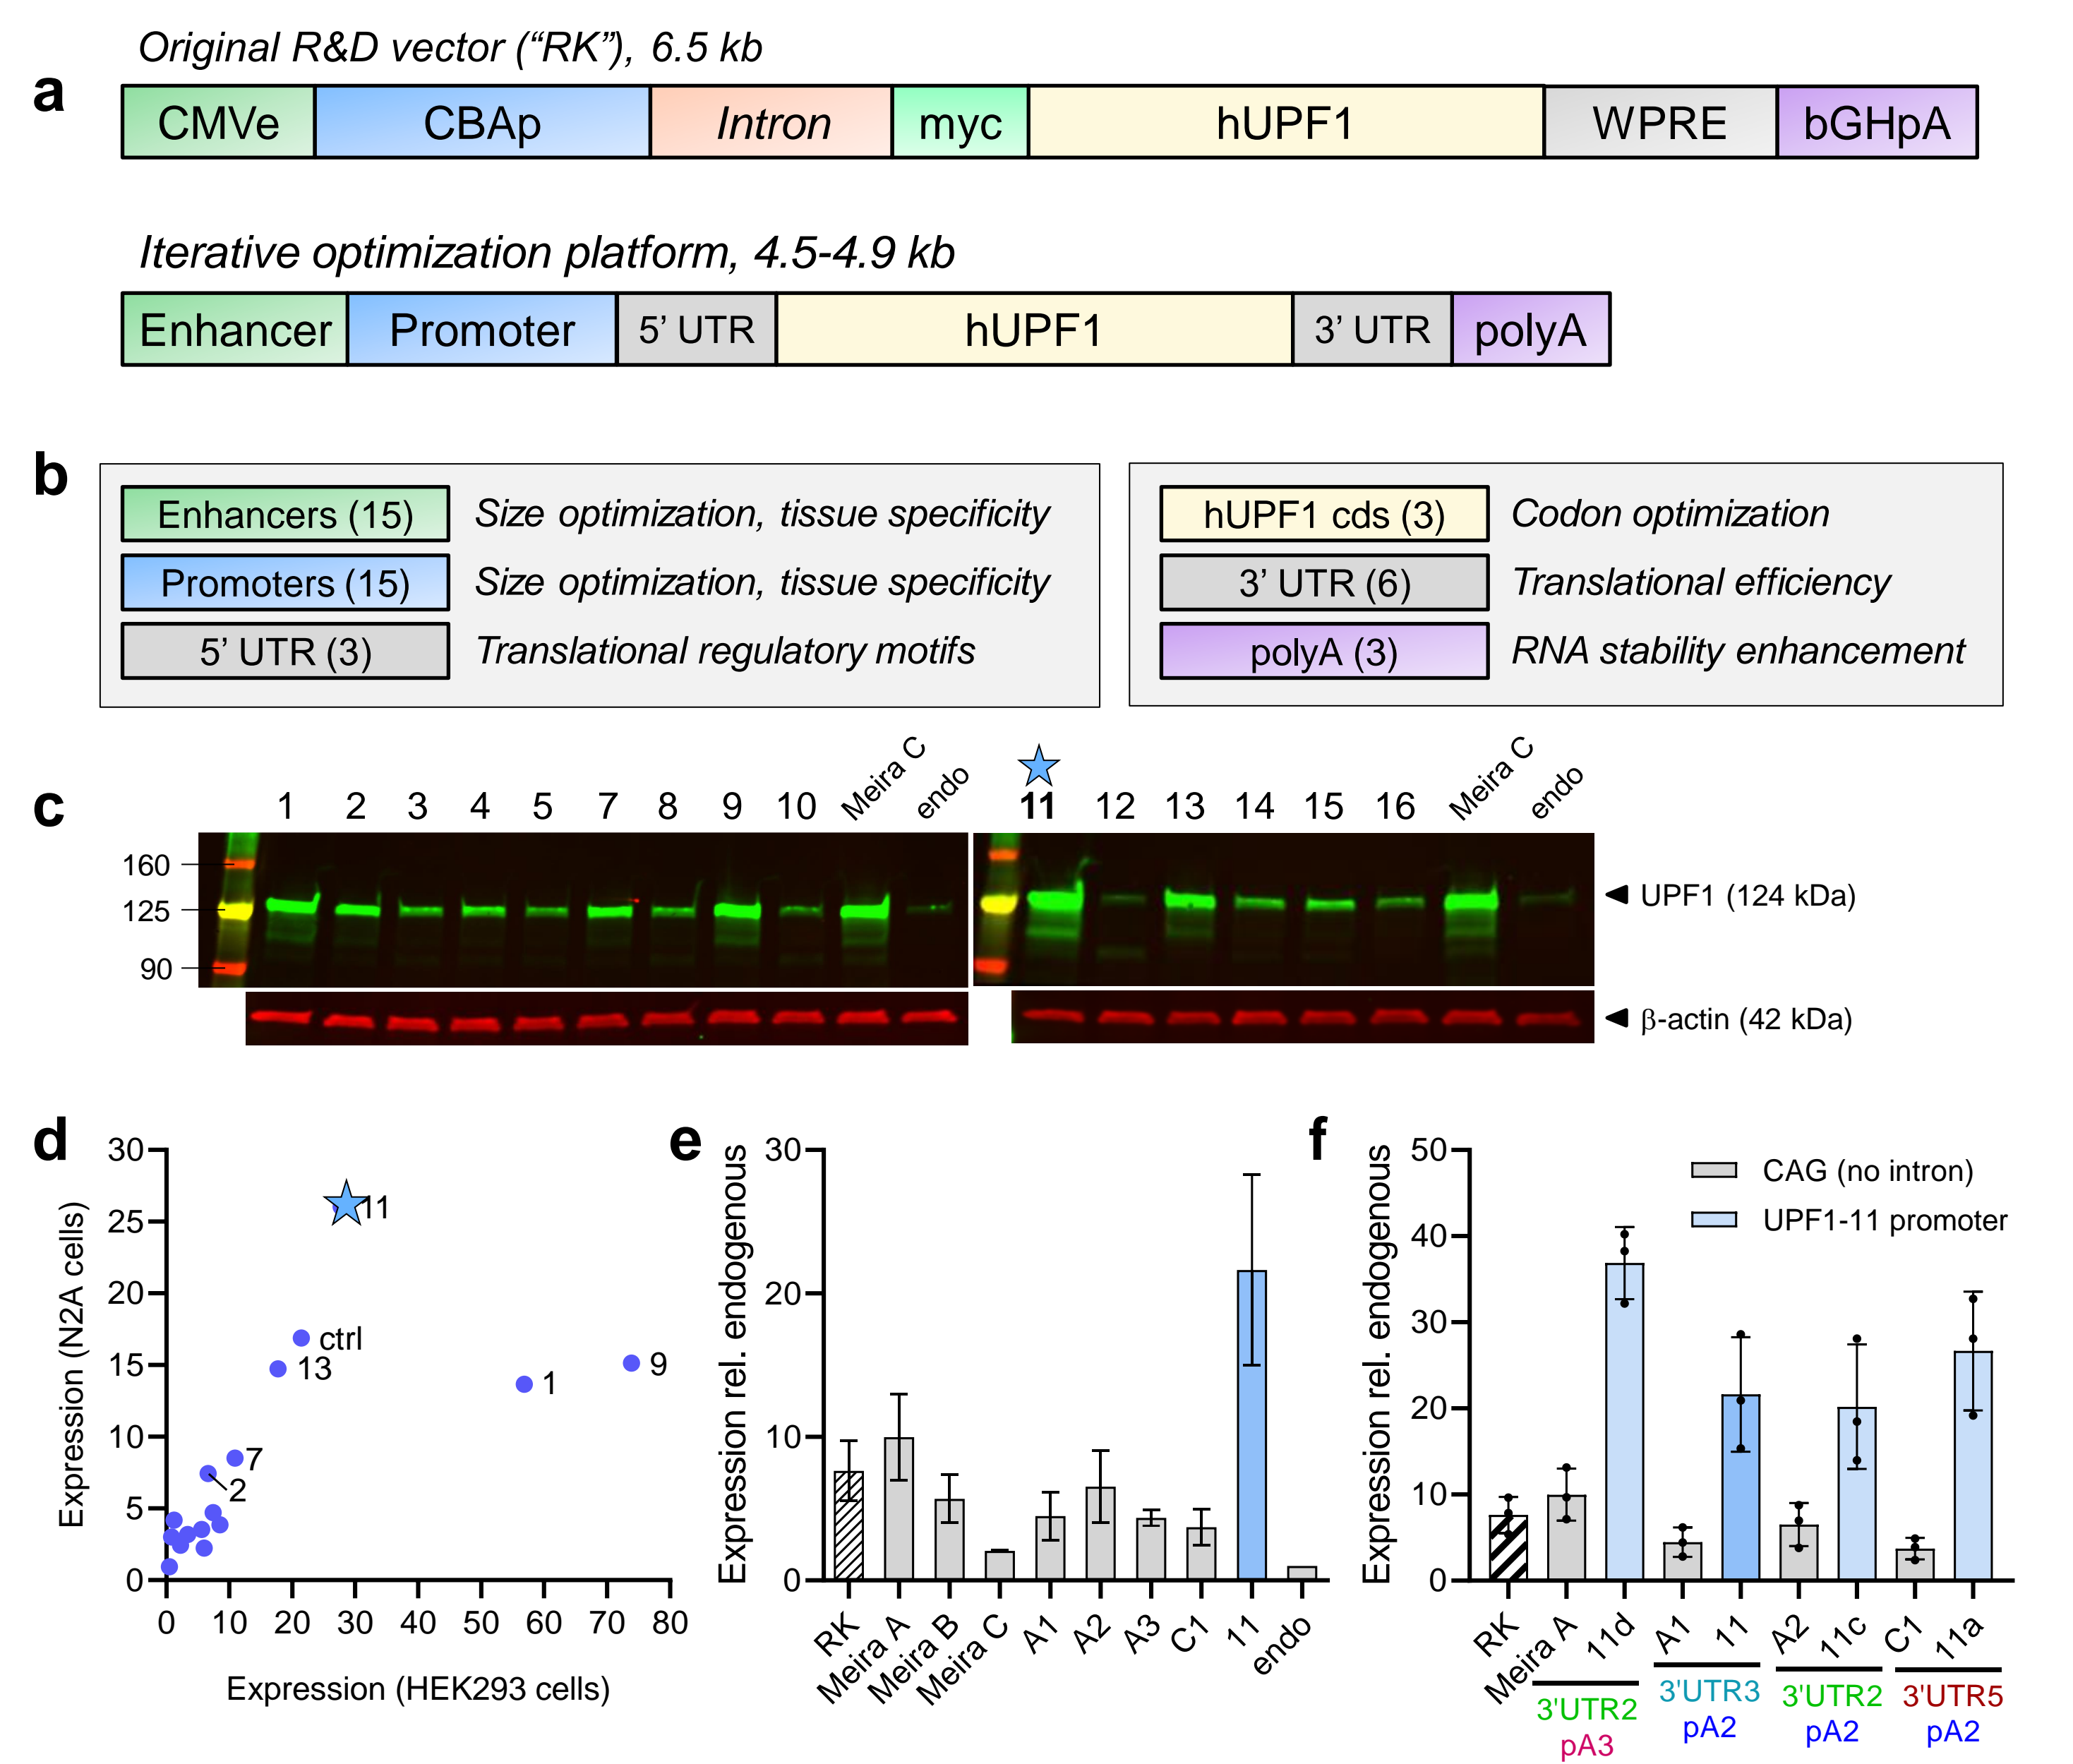 a
Original R&D vector (“RK”), 6.5 kb
CMVe CBAp Intron myc hUPF1 WPRE bGHpA
Iterative optimization platform, 4.5-4.9 kb
Enhancer Promoter 5’ UTR hUPF1 3’ UTR polyA
b
Enhancers (15) Size optimization, tissue specificity
Promoters (15) Size optimization, tissue specificity
5’ UTR (3) Translational regulatory motifs
hUPF1 cds (3) Codon optimization
3’ UTR (6) Translational efficiency
polyA (3) RNA stability enhancement
c
1 2 3 4 5 7 8 9 10 Meira C endo 11 12 13 14 15 16 Meira C endo
160
125
90
UPF1 (124 kDa)
β-actin (42 kDa)
d
Expression (N2A cells)
30
25
20
15
10
5
0
11
ctrl
13
9
1
7
2
0 10 20 30 40 50 60 70 80
Expression (HEK293 cells)
e
Expression rel. endogenous
30
20
10
0
RK Meira A Meira B Meira C A1 A2 A3 C1 11 endo
f
Expression rel. endogenous
50
40
30
20
10
0
CAG (no intron)
UPF1-11 promoter
RK Meira A 11d A1 11 A2 11c C1 11a
3'UTR2 3'UTR3 3'UTR2 3'UTR5
pA3 pA2 pA2 pA2